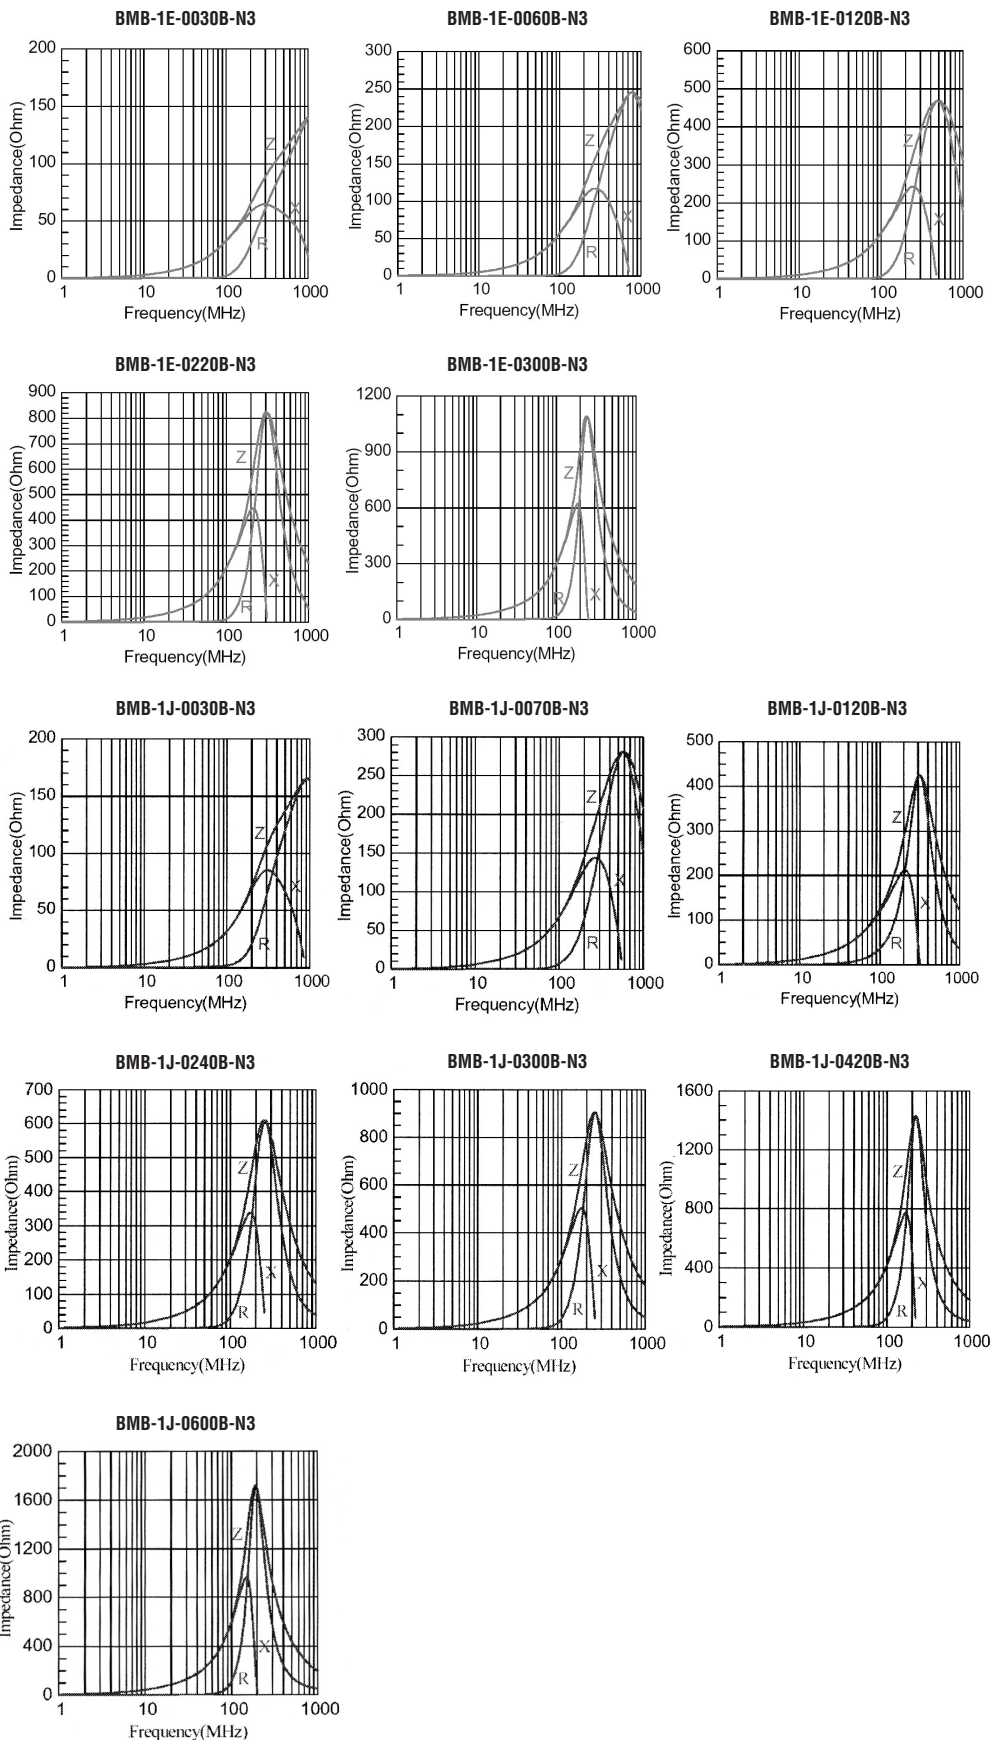 BMB-1E-0030B-N3
200
150
100
50
0
Impedance(Ohm)
Z
X
R
1 10 100 1000
Frequency(MHz)
BMB-1E-0060B-N3
300
250
200
150
100
50
0
Impedance(Ohm)
Z
X
R
1 10 100 1000
Frequency(MHz)
BMB-1E-0120B-N3
600
500
400
300
200
100
0
Impedance(Ohm)
Z
X
R
1 10 100 1000
Frequency(MHz)
BMB-1E-0220B-N3
900
800
700
600
500
400
300
200
100
0
Impedance(Ohm)
Z
X
R
1 10 100 1000
Frequency(MHz)
BMB-1E-0300B-N3
1200
900
600
300
0
Impedance(Ohm)
Z
R
X
1 10 100 1000
Frequency(MHz)
BMB-1J-0030B-N3
200
150
100
50
0
Impedance(Ohm)
Z
X
R
1 10 100 1000
Frequency(MHz)
BMB-1J-0070B-N3
300
250
200
150
100
50
0
Impedance(Ohm)
Z
X
R
1 10 100 1000
Frequency(MHz)
BMB-1J-0120B-N3
500
400
300
200
100
0
Impedance(Ohm)
Z
X
R
1 10 100 1000
Frequency(MHz)
BMB-1J-0240B-N3
700
600
500
400
300
200
100
0
Impedance(Ohm)
Z
X
R
1 10 100 1000
Frequency(MHz)
BMB-1J-0300B-N3
1000
800
600
400
200
0
Impedance(Ohm)
Z
X
R
1 10 100 1000
Frequency(MHz)
BMB-1J-0420B-N3
1600
1200
800
400
0
Impedance(Ohm)
Z
X
R
1 10 100 1000
Frequency(MHz)
BMB-1J-0600B-N3
2000
1600
1200
800
400
0
Impedance(Ohm)
Z
X
R
1 10 100 1000
Frequency(MHz)